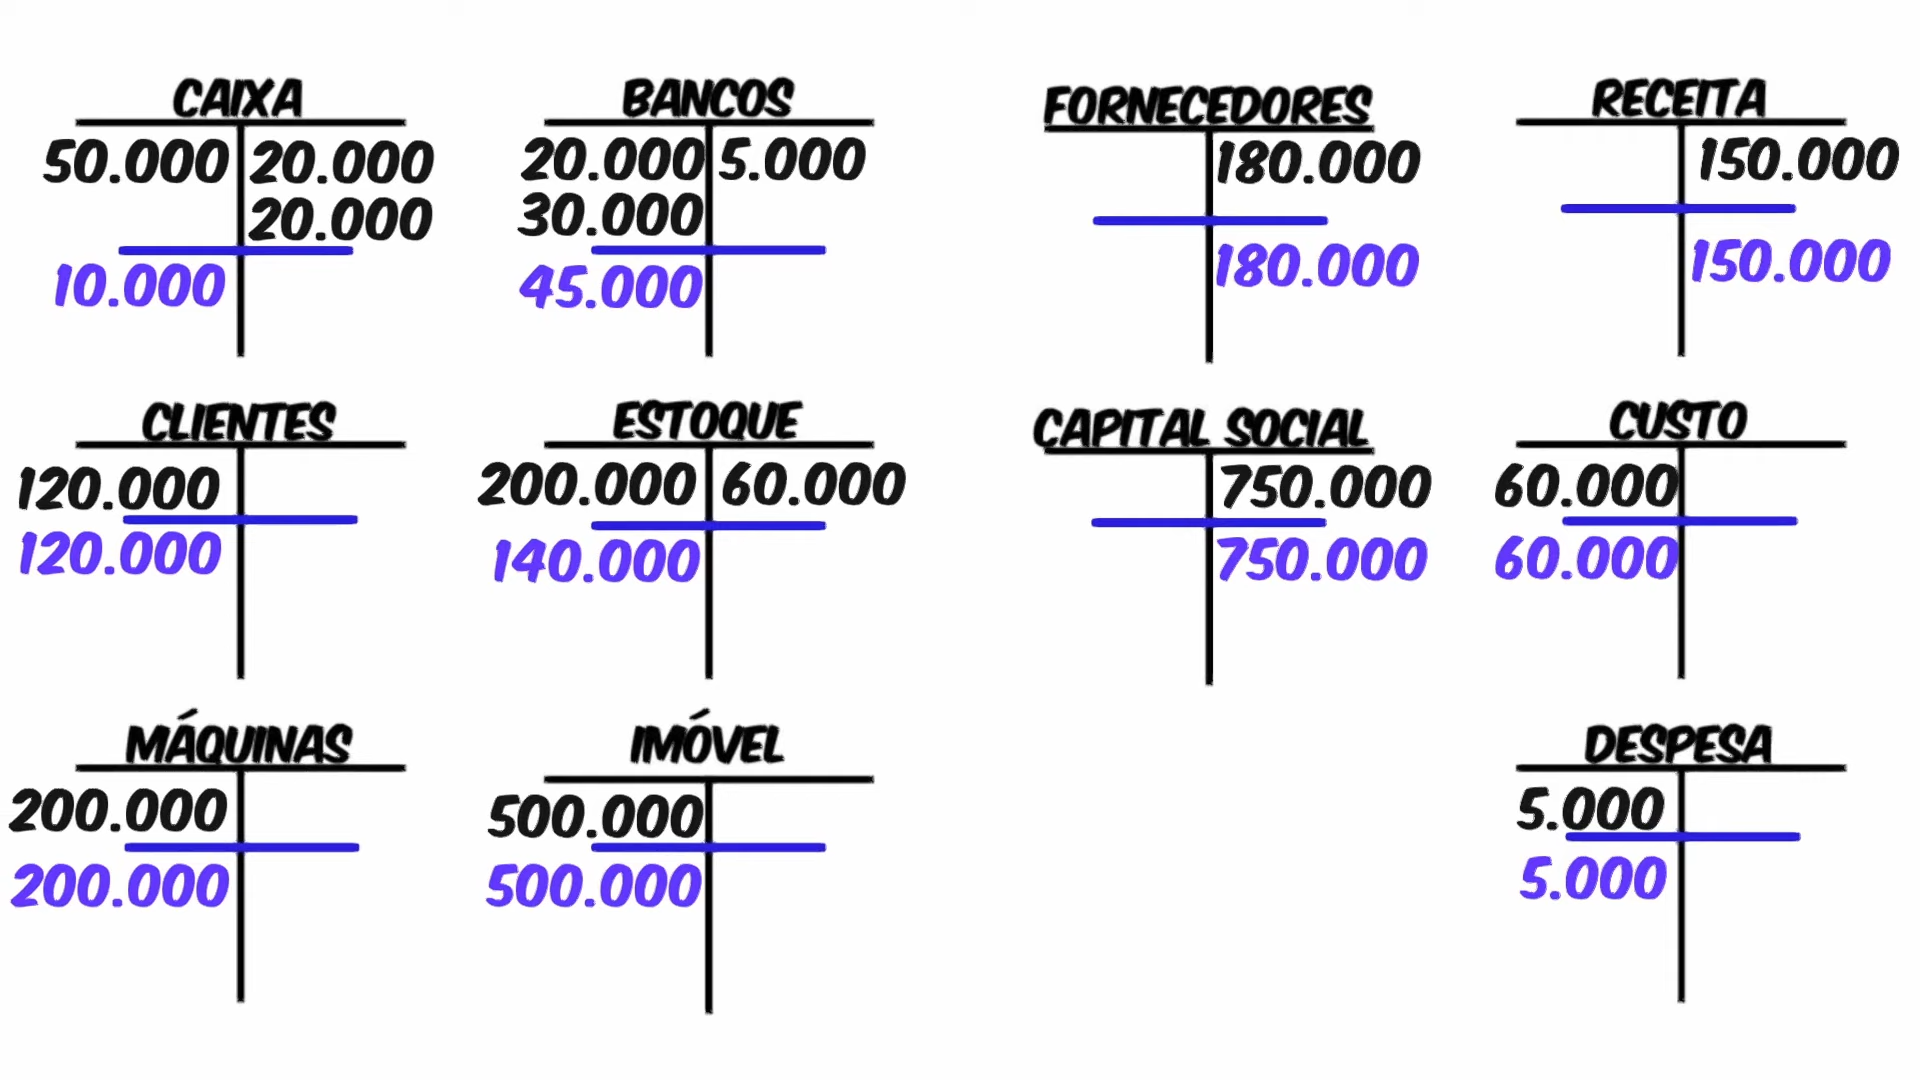 CAIXA
50.000 20.000
20.000
10.000
BANCOS
20.000 5.000
30.000
45.000
FORNECEDORES
180.000
180.000
RECEITA
150.000
150.000
CLIENTES
120.000
120.000
ESTOQUE
200.000 60.000
140.000
CAPITAL SOCIAL
750.000
750.000
CUSTO
60.000
60.000
MÁQUINAS
200.000
200.000
IMÓVEL
500.000
500.000
DESPESA
5.000
5.000